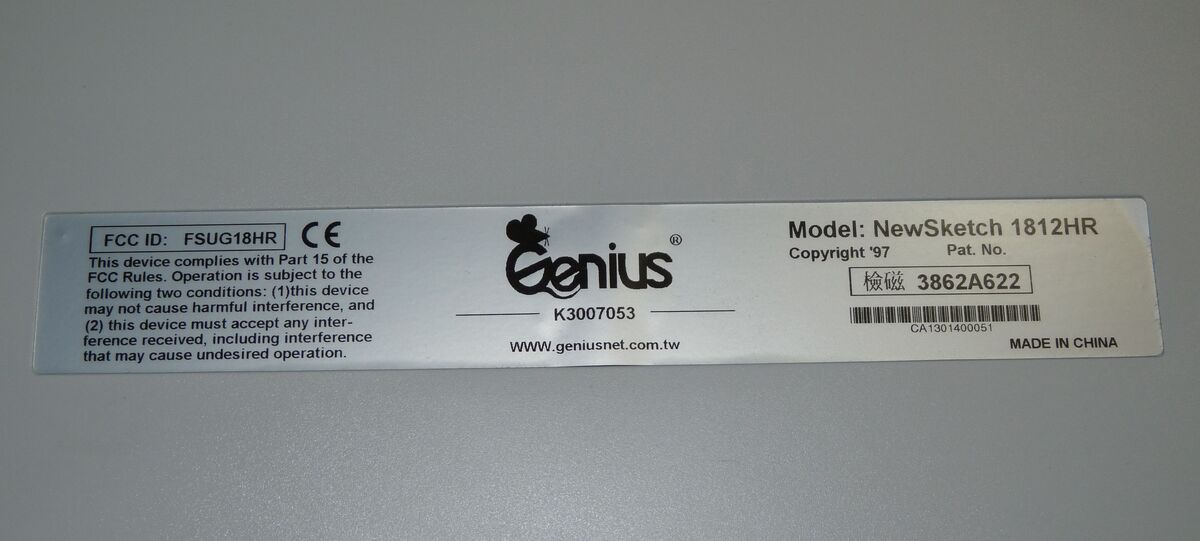 FCC ID: FSUG18HR
CE
This device complies with Part 15 of the
FCC Rules. Operation is subject to the
following two conditions: (1)this device
may not cause harmful interference, and
(2) this device must accept any inter-
ference received, including interference
that may cause undesired operation.
Genius®
K3007053
WWW.geniusnet.com.tw
Model: NewSketch 1812HR
Copyright '97 Pat. No.
檢磁 3862A622
CA1301400051
MADE IN CHINA